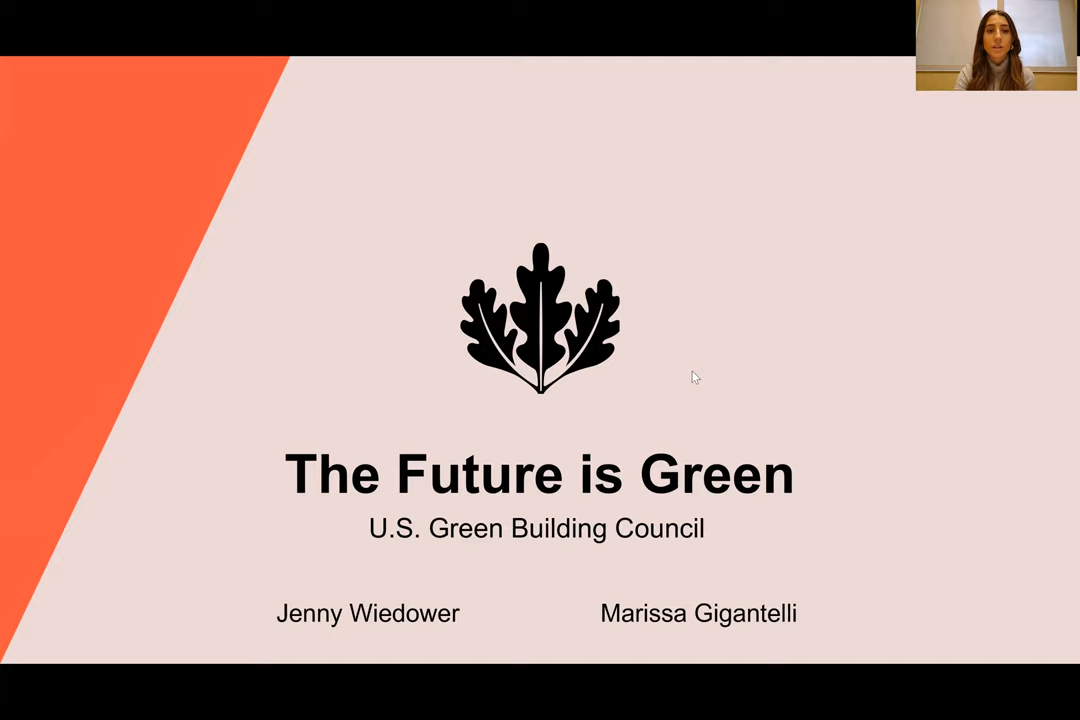 The Future is Green
U.S. Green Building Council
Jenny Wiedower Marissa Gigantelli